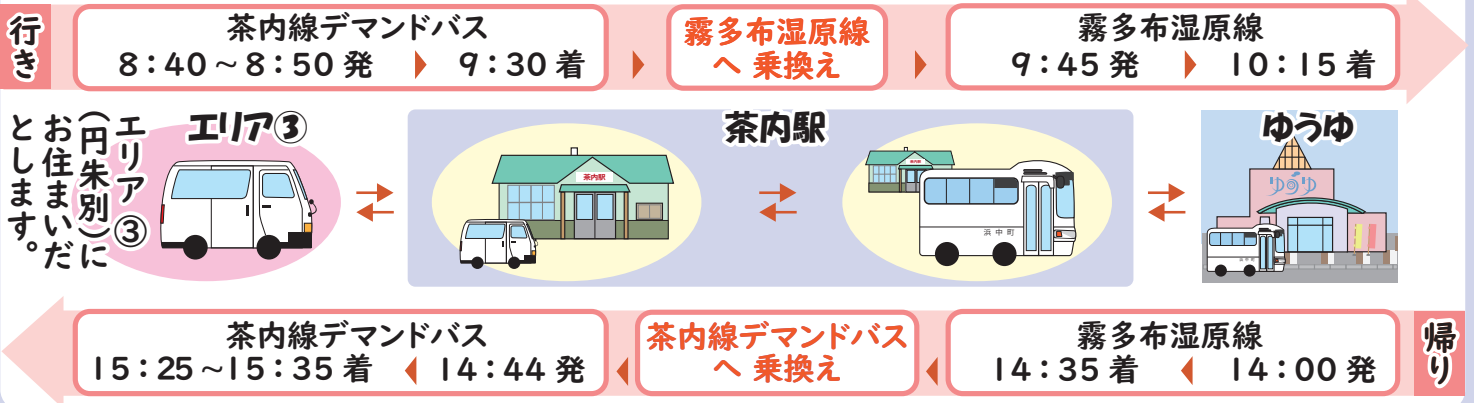 行き
茶内線デマンドバス
8：40～8：50 発 ▶ 9：30 着
霧多布湿原線
へ 乗換え
霧多布湿原線
9：45 発 ▶ 10：15 着
エリア③
(円朱別)に
お住まいだ
とします。
エリア③
茶内駅
茶内駅
茶内駅
浜中町
ゆうゆ
ゆうゆ
茶内線デマンドバス
15：25～15：35 着 ◀ 14：44 発
茶内線デマンドバス
へ 乗換え
霧多布湿原線
14：35 着 ◀ 14：00 発
帰り